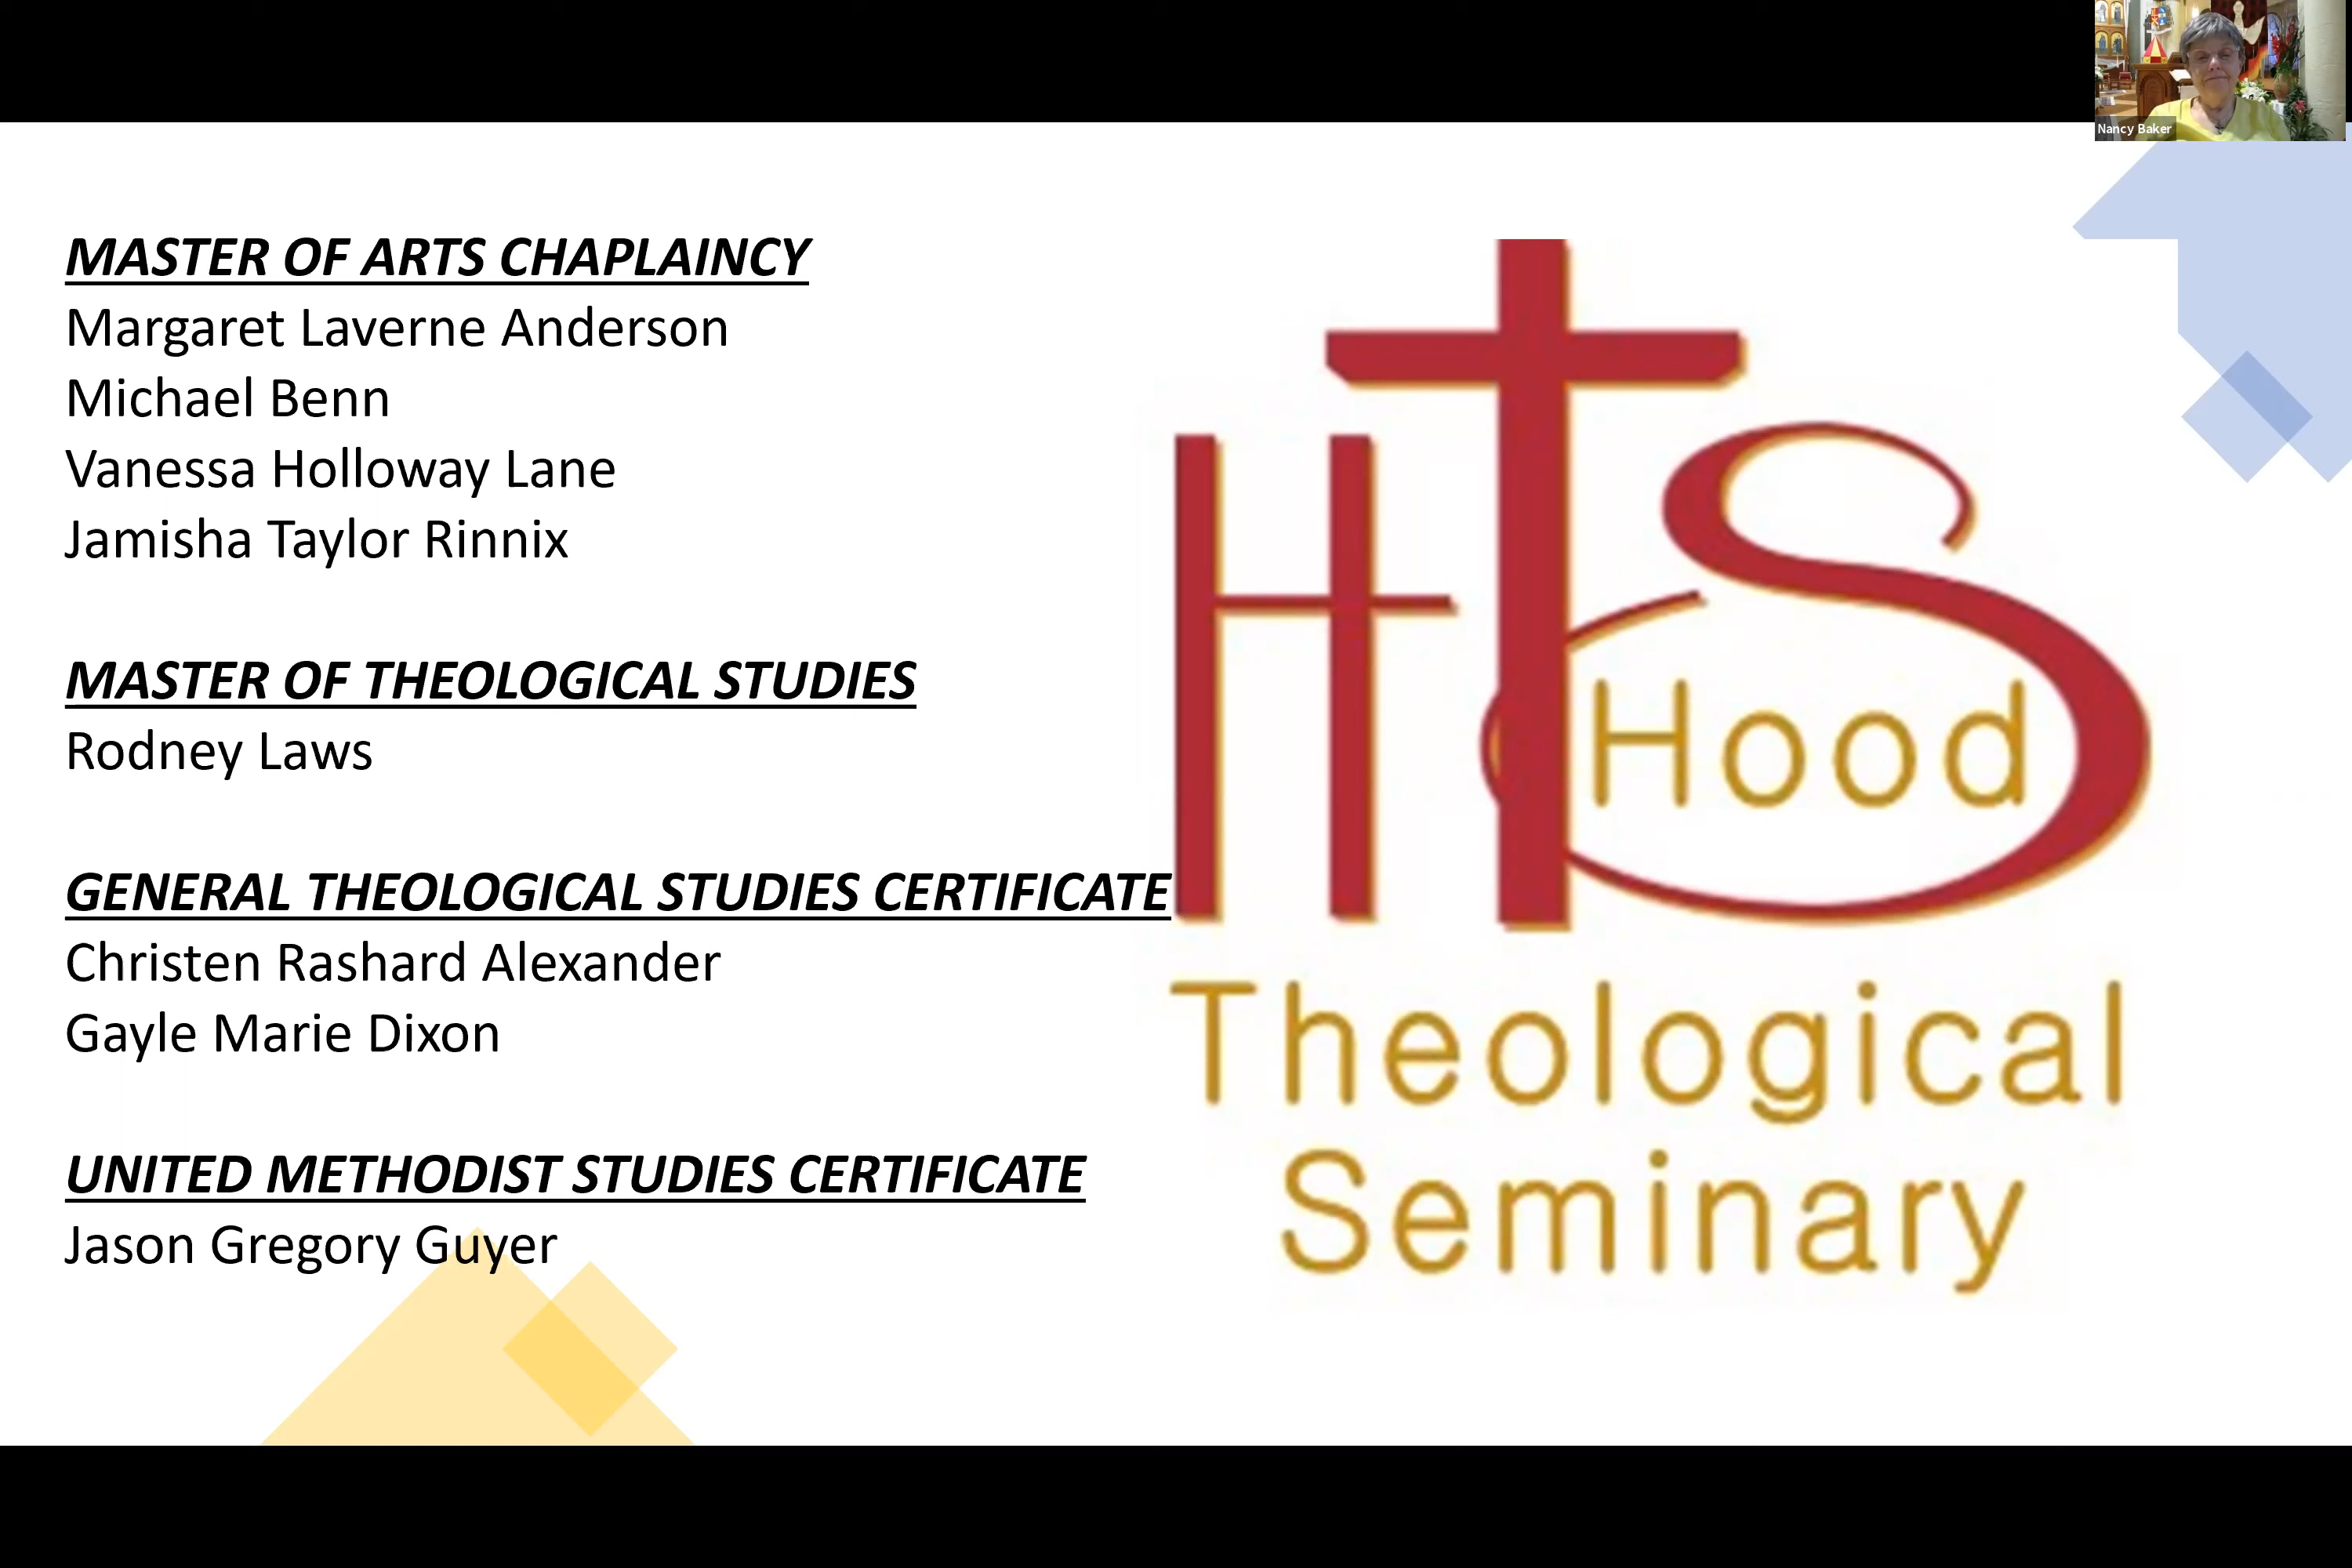 Nancy Baker
MASTER OF ARTS CHAPLAINCY
Margaret Laverne Anderson
Michael Benn
Vanessa Holloway Lane
Jamisha Taylor Rinnix
MASTER OF THEOLOGICAL STUDIES
Rodney Laws
GENERAL THEOLOGICAL STUDIES CERTIFICATE
Christen Rashard Alexander
Gayle Marie Dixon
UNITED METHODIST STUDIES CERTIFICATE
Jason Gregory Guyer
HTS
Hood
Theological
Seminary